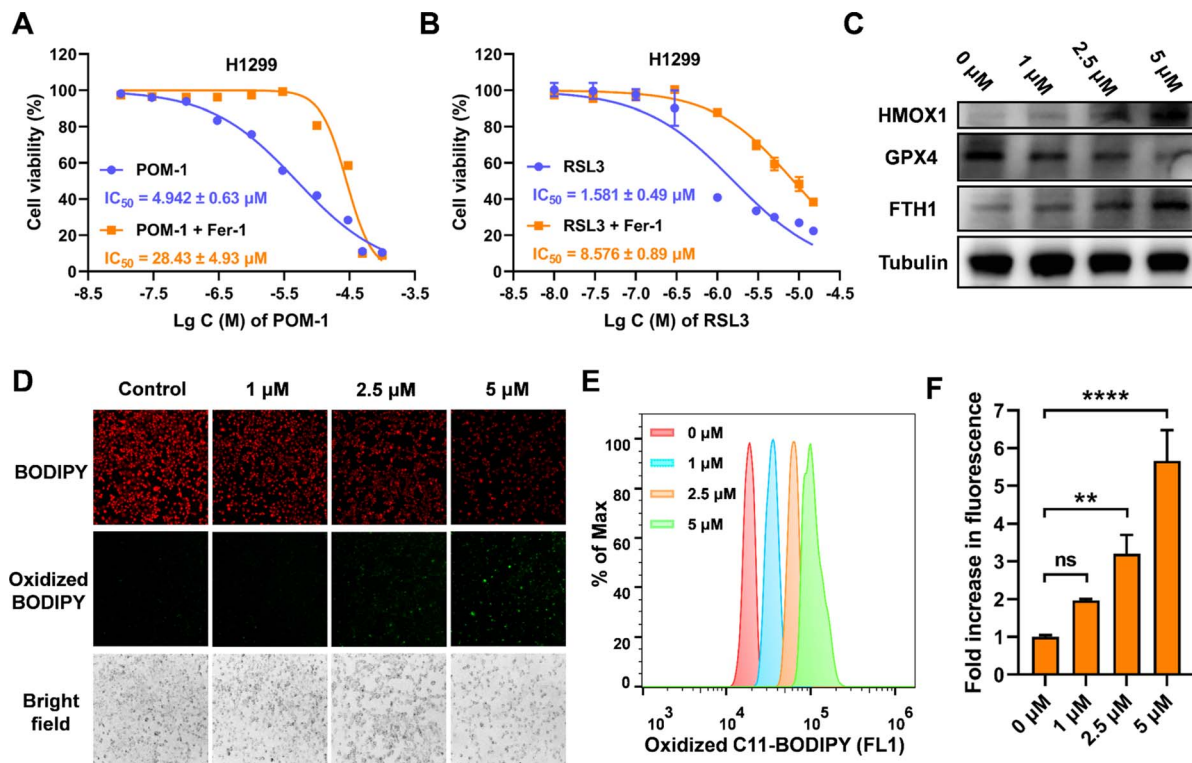 A
H1299
Cell viability (%)
120
100
80
60
40
20
0
POM-1
IC50 = 4.942 ± 0.63 μM
POM-1 + Fer-1
IC50 = 28.43 ± 4.93 μM
-8.5 -7.5 -6.5 -5.5 -4.5 -3.5
Lg C (M) of POM-1
B
H1299
Cell viability (%)
120
100
80
60
40
20
0
RSL3
IC50 = 1.581 ± 0.49 μM
RSL3 + Fer-1
IC50 = 8.576 ± 0.89 μM
-8.5 -8.0 -7.5 -7.0 -6.5 -6.0 -5.5 -5.0 -4.5
Lg C (M) of RSL3
C
0 μM 1 μM 2.5 μM 5 μM
HMOX1
GPX4
FTH1
Tubulin
D
Control 1 μM 2.5 μM 5 μM
BODIPY
Oxidized
BODIPY
Bright
field
E
% of Max
100
80
60
40
20
0
0 μM
1 μM
2.5 μM
5 μM
10^3 10^4 10^5 10^6
Oxidized C11-BODIPY (FL1)
F
Fold increase in fluorescence
7
6
5
4
3
2
1
0
****
**
ns
0 μM 1 μM 2.5 μM 5 μM